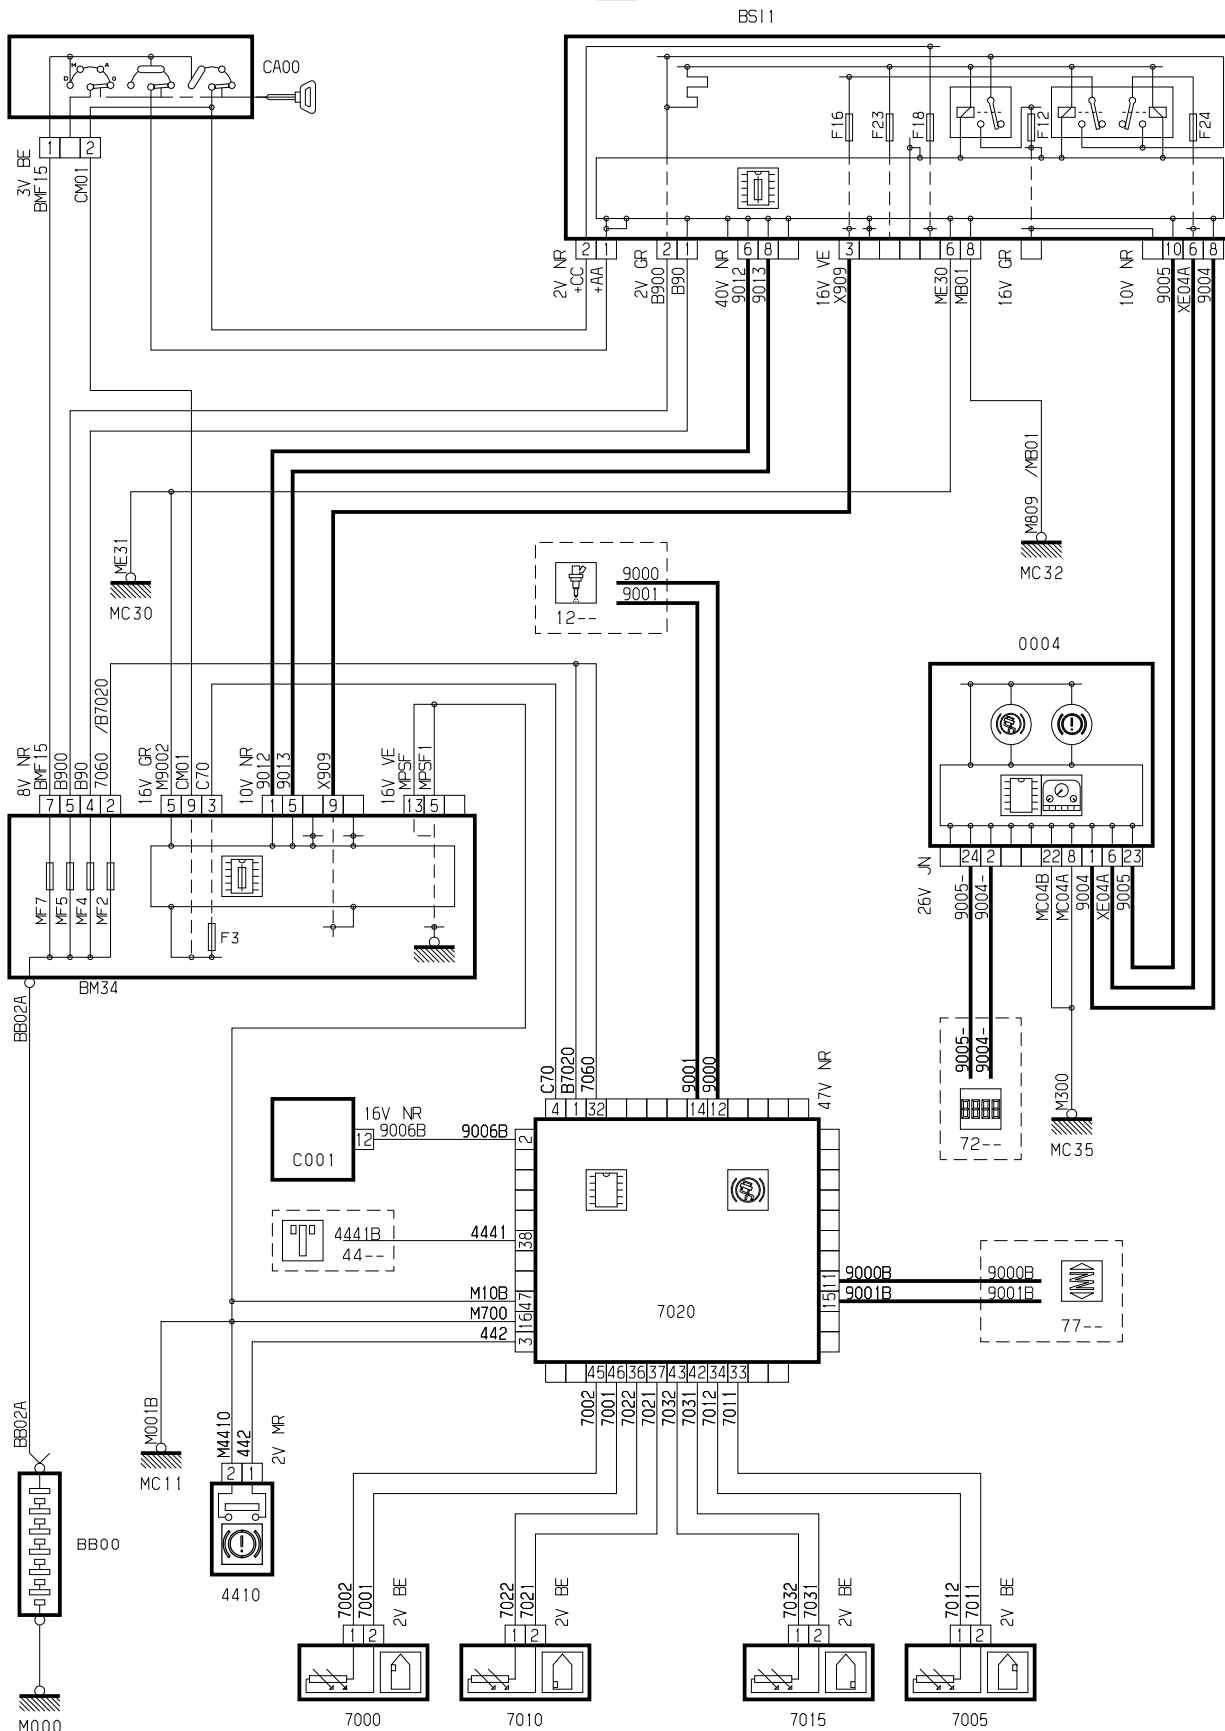 BSI1
CA00
M A
D O
1 2
3V BE
BMF15
CM01
F16 F23 F18 F12 F24
2 1 2 1 6 8 3 6 8 10 6 8
2V NR
+CC
+AA
2V GR
B900
B90
40V NR
9012
9013
16V VE
X909
ME30
MB01
16V GR
10V NR
9005
XE04A
9004
ME31
MC30
M809 /MB01
MC32
9000
9001
12--
0004
8V NR
BMF15
B900
B90
7060 /B7020
16V GR
M9002
CM01
C70
10V NR
9012
9013
X909
16V VE
MPSF
MPSF1
7 5 4 2 5 9 3 1 5 9 13 5
MF7
MF5
MF4
MF2
F3
BM34
BB02A
24 2 22 8 1 6 23
26V JN
9005-
9004-
MC04B
MC04A
9004
XE04A
9005
9005-
9004-
72--
M300
MC35
C70
B7020
7060
9001
9000
47V NR
4 1 32 14 12
16V NR
12 9006B 9006B 2
C001
4441B 4441 38
44--
M10B 47
M700 16
442 3
7020
11 9000B 9000B
15 9001B 9001B
77--
45 46 36 37 43 42 34 33
7002
7001
7022
7021
7032
7031
7012
7011
BB02A
M001B
MC11
M4410
442
2V MR
2 1
4410
BB00
M000
7002
7001
2V BE
1 2
7000
7022
7021
2V BE
1 2
7010
7032
7031
2V BE
1 2
7015
7012
7011
2V BE
1 2
7005